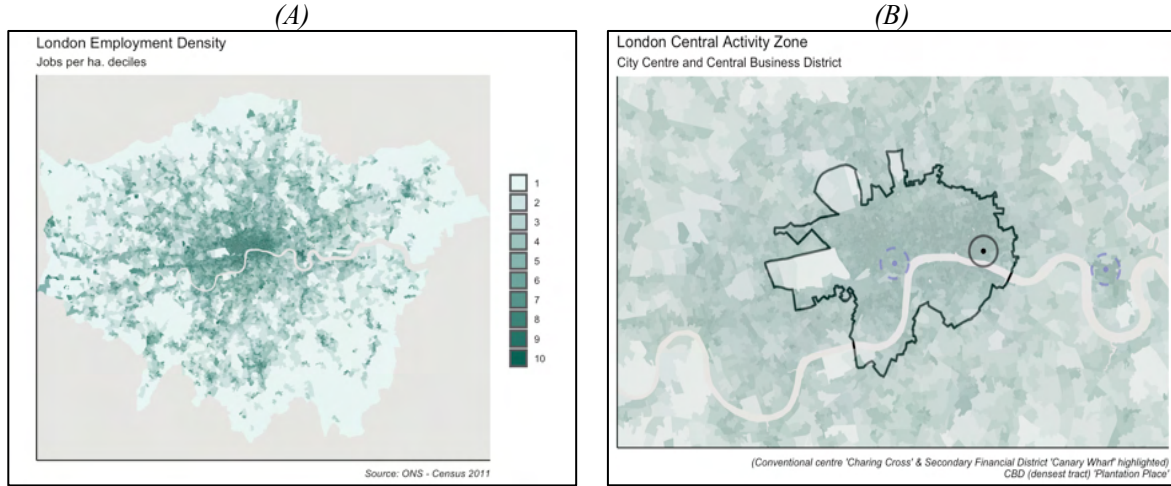 (A)
London Employment Density
Jobs per ha. deciles
1
2
3
4
5
6
7
8
9
10
Source: ONS - Census 2011
(B)
London Central Activity Zone
City Centre and Central Business District
(Conventional centre 'Charing Cross' & Secondary Financial District 'Canary Wharf' highlighted)
CBD (densest tract) 'Plantation Place'